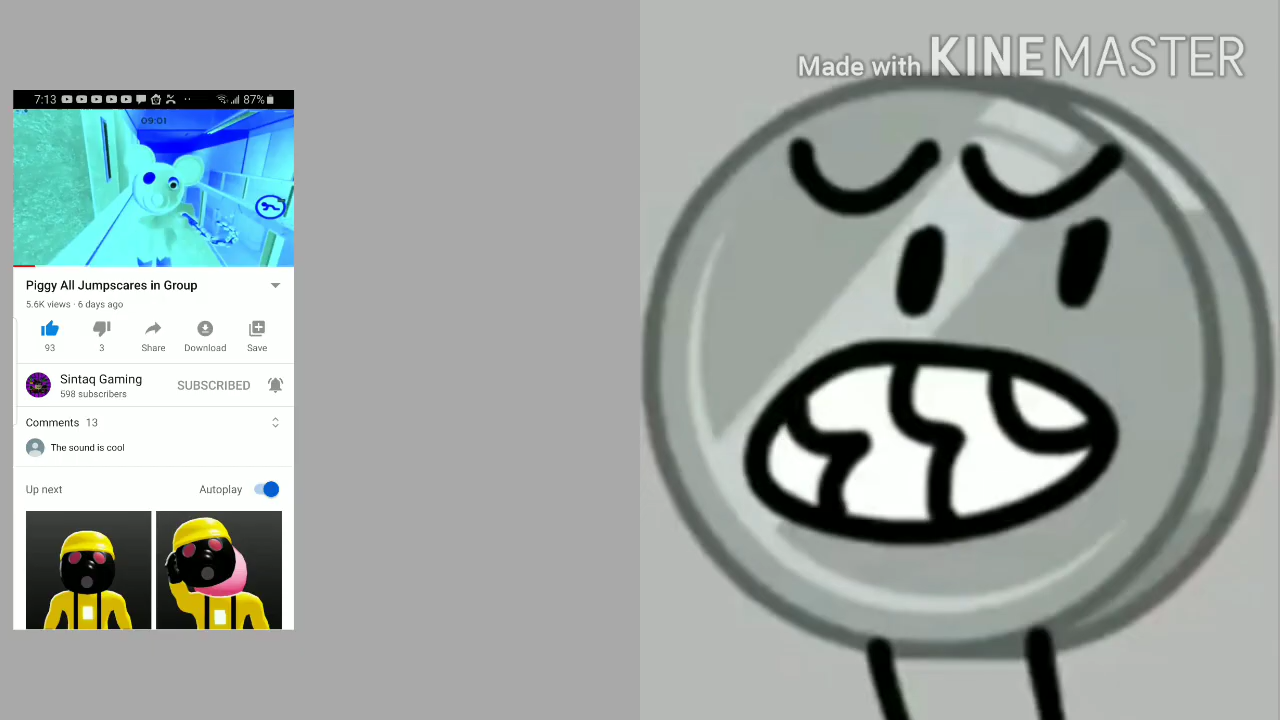 Made with KINEMASTER
7:13 87%
09:01
Piggy All Jumpscares in Group
5.6K views · 6 days ago
93 3 Share Download Save
Sintaq Gaming SUBSCRIBED
598 subscribers
Comments 13
The sound is cool
Up next Autoplay